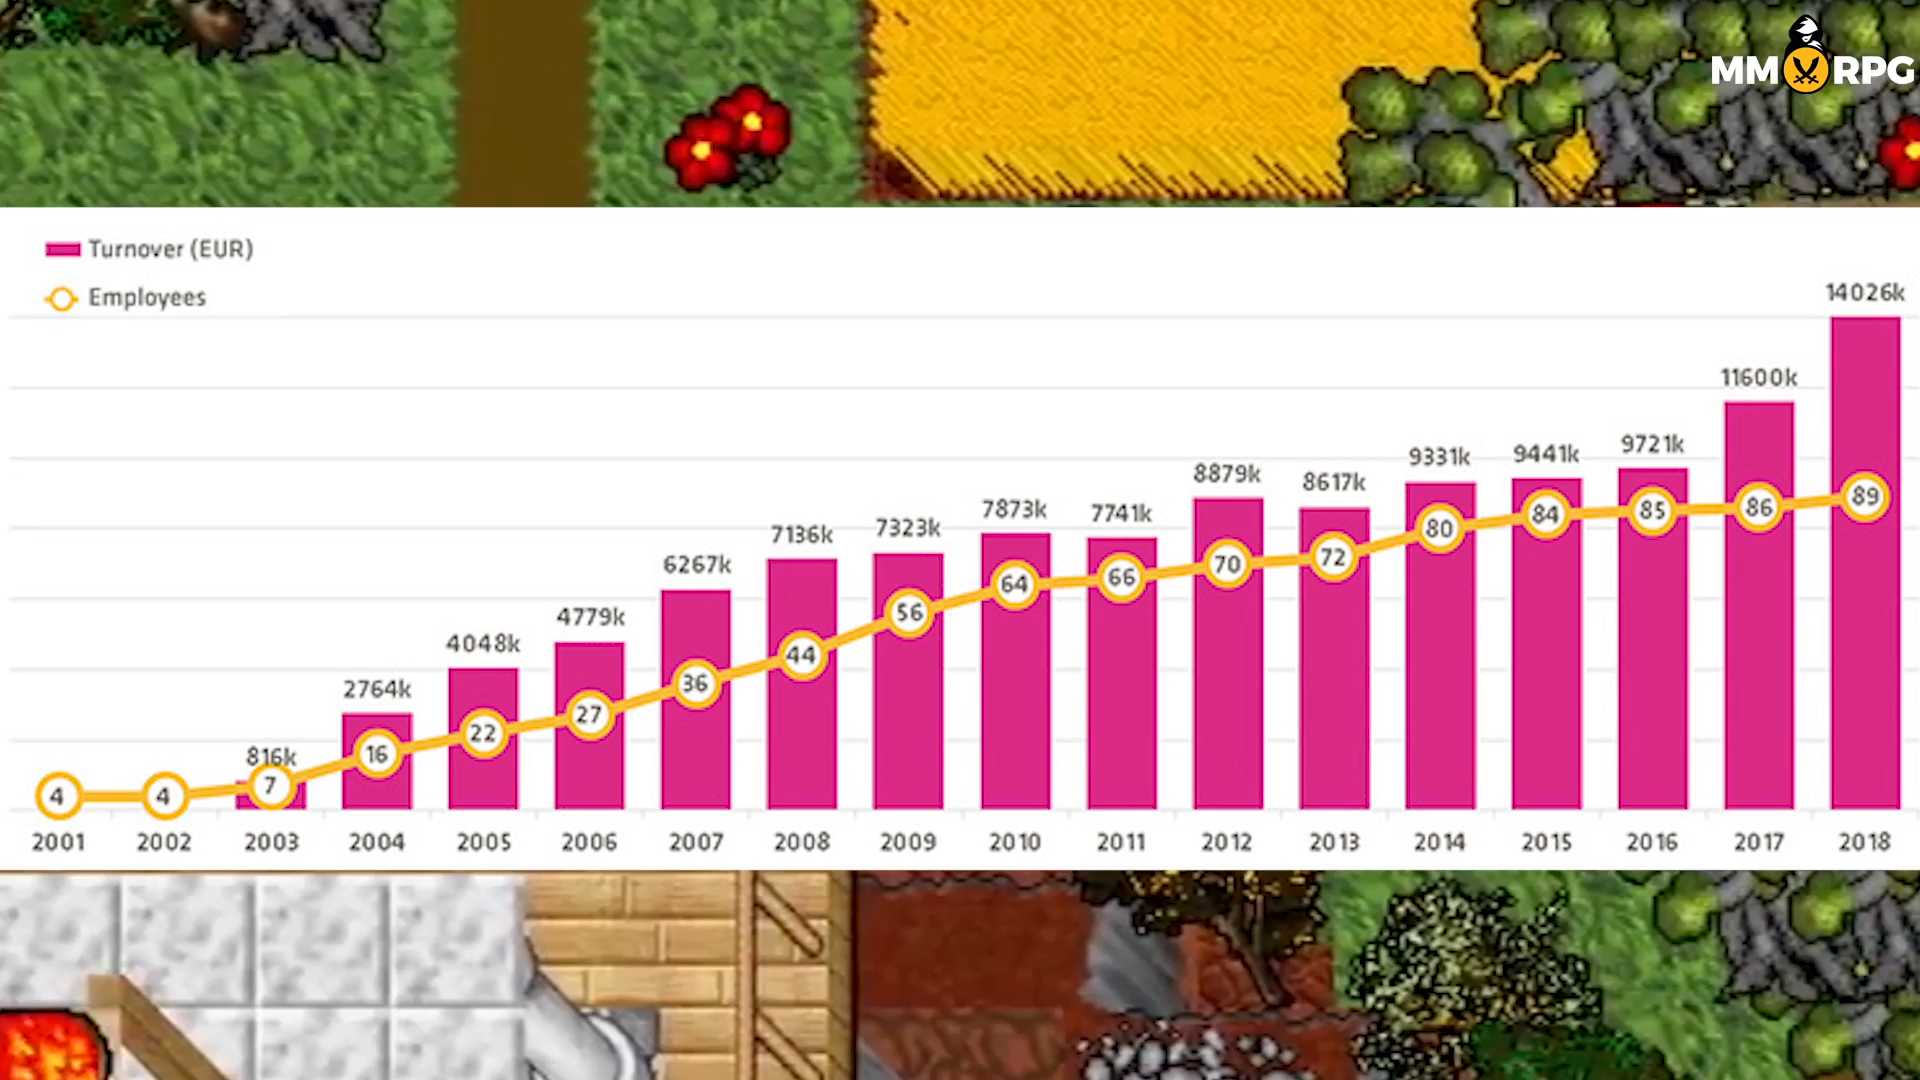 MMORPG
Turnover (EUR)
Employees
14026k
11600k
9721k
9441k
9331k
8879k
8617k
7873k
7741k
7323k
7136k
6267k
4779k
4048k
2764k
816k
4 4 7 16 22 27 36 44 56 64 66 70 72 80 84 85 86 89
2001 2002 2003 2004 2005 2006 2007 2008 2009 2010 2011 2012 2013 2014 2015 2016 2017 2018